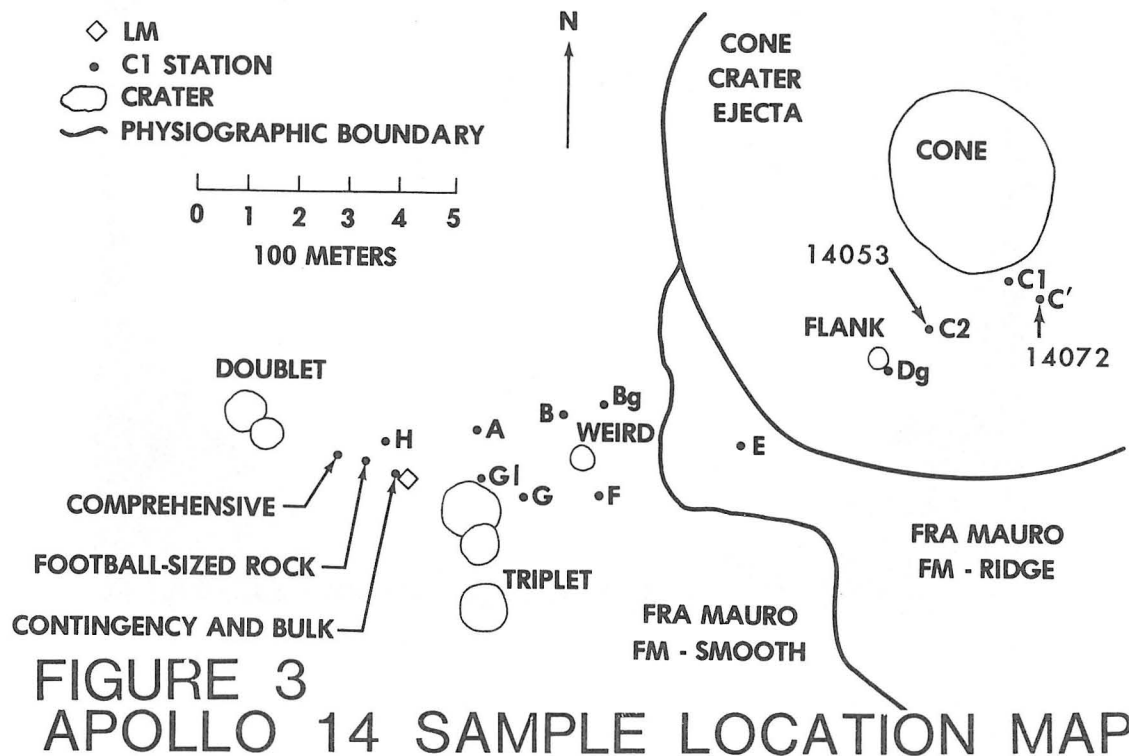 LM
C1 STATION
CRATER
PHYSIOGRAPHIC BOUNDARY
0 1 2 3 4 5
100 METERS
N
CONE
CRATER
EJECTA
CONE
14053
C1
C'
C2
14072
FLANK
Dg
DOUBLET
H
A
B
Bg
WEIRD
E
GI
G
F
COMPREHENSIVE
FOOTBALL-SIZED ROCK
CONTINGENCY AND BULK
TRIPLET
FRA MAURO
FM - SMOOTH
FRA MAURO
FM - RIDGE
FIGURE 3
APOLLO 14 SAMPLE LOCATION MAP